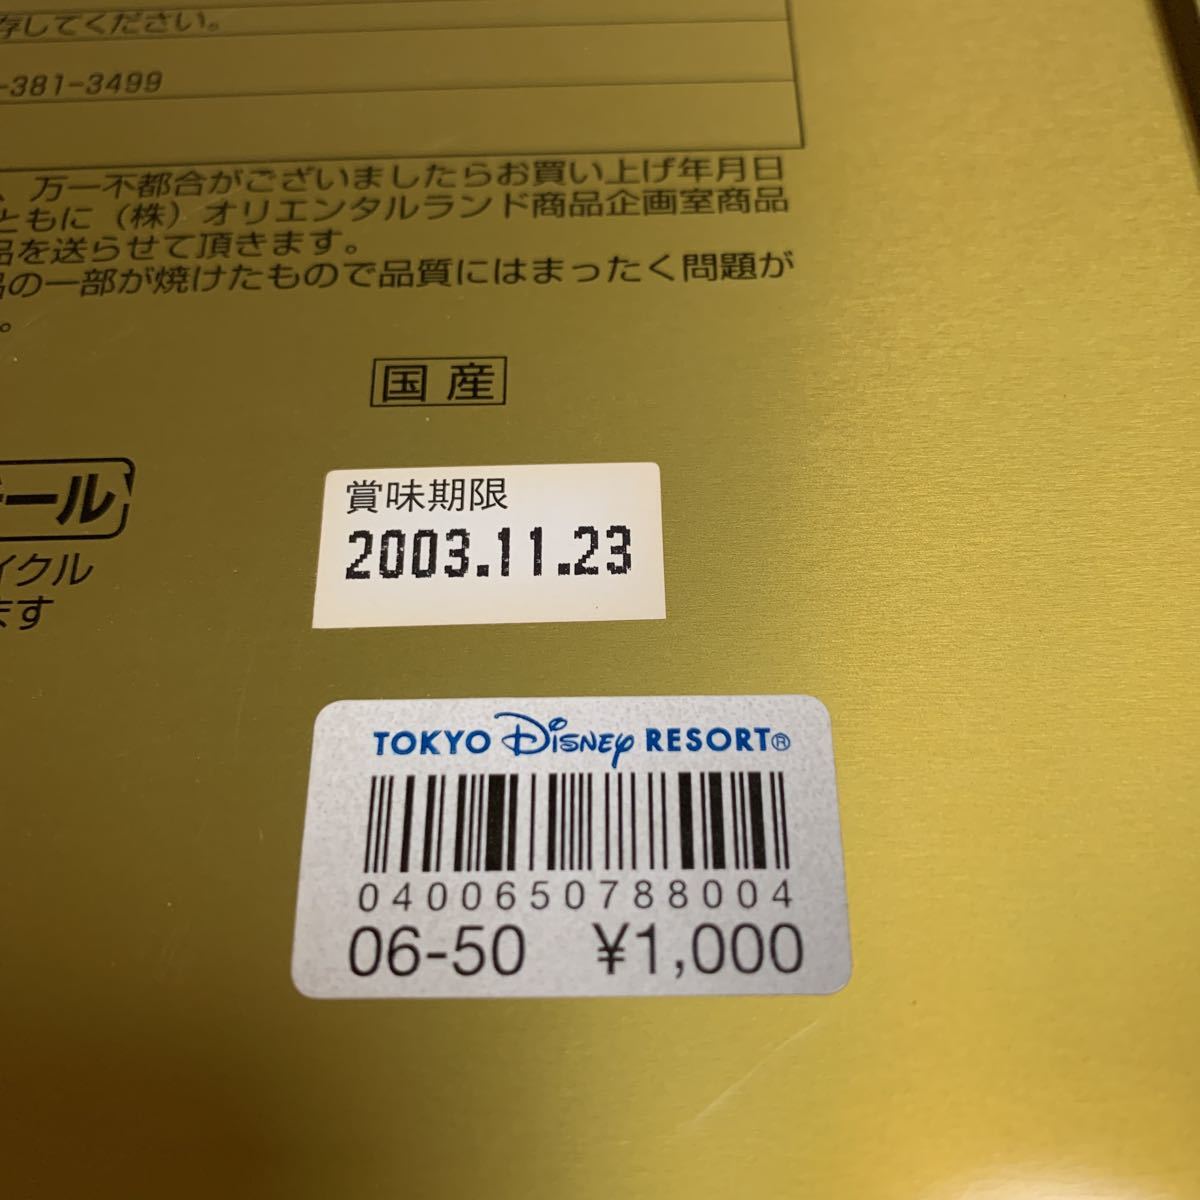 存してください。
-381-3499
、万一不都合がございましたらお買い上げ年月日
ともに（株）オリエンタルランド商品企画室商品
品を送らせて頂きます。
品の一部が焼けたもので品質にはまったく問題が
。
国産
チール
イクル
ます
賞味期限
2003.11.23
TOKYO Disney RESORT®
0400650788004
06-50 ¥1,000